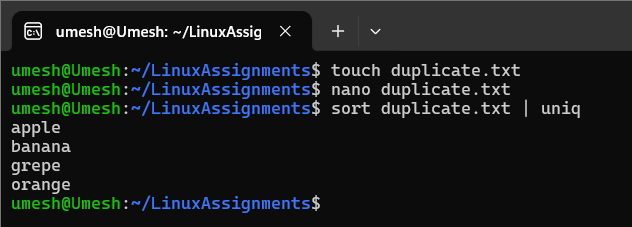 umesh@Umesh: ~/LinuxAssig
umesh@Umesh:~/LinuxAssignments$ touch duplicate.txt
umesh@Umesh:~/LinuxAssignments$ nano duplicate.txt
umesh@Umesh:~/LinuxAssignments$ sort duplicate.txt | uniq
apple
banana
grepe
orange
umesh@Umesh:~/LinuxAssignments$